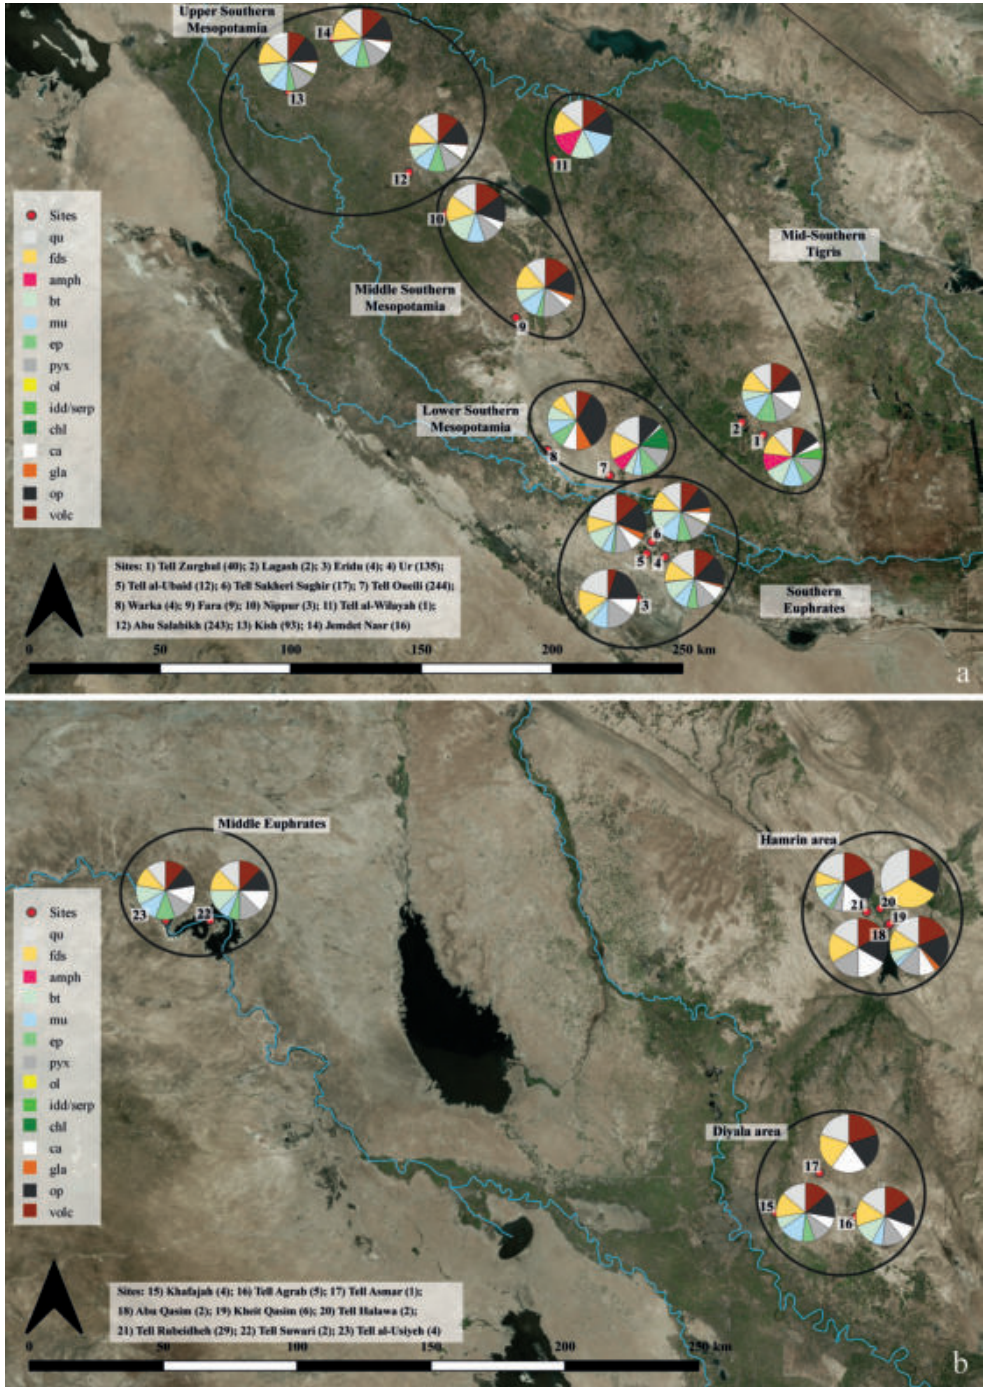 Upper Southern
Mesopotamia
14
13
12
11
10
Mid-Southern
Tigris
Middle Southern
Mesopotamia
9
Sites
qu
fds
amph
bt
mu
ep
pyx
ol
idd/serp
chl
ca
gla
op
volc
Lower Southern
Mesopotamia
2
1
8
7
6
5
4
3
Southern
Euphrates
Sites: 1) Tell Zurghul (40); 2) Lagash (2); 3) Eridu (4); 4) Ur (135);
5) Tell al-Ubaid (12); 6) Tell Sakheri Sughir (17); 7) Tell Oueili (244);
8) Warka (4); 9) Fara (9); 10) Nippur (3); 11) Tell al-Wilayah (1);
12) Abu Salabikh (243); 13) Kish (93); 14) Jemdet Nasr (16)
0 50 100 150 200 250 km
a
Middle Euphrates
Hamrin area
23
22
21
20
19
18
Sites
qu
fds
amph
bt
mu
ep
pyx
ol
idd/serp
chl
ca
gla
op
volc
Diyala area
17
15
16
Sites: 15) Khafajah (4); 16) Tell Agrab (5); 17) Tell Asmar (1);
18) Abu Qasim (2); 19) Kheit Qasim (6); 20) Tell Halawa (2);
21) Tell Rubeidheh (29); 22) Tell Suwari (2); 23) Tell al-Usiyeh (4)
0 50 100 150 200 250 km
b